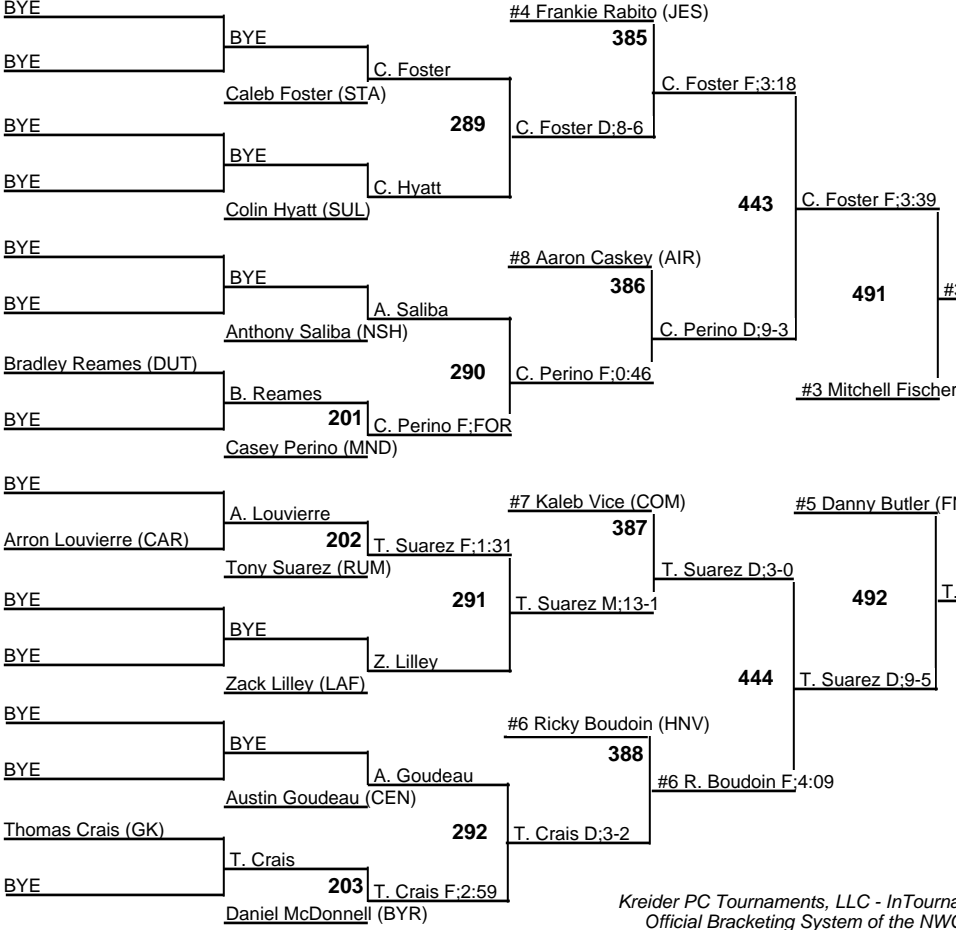 BYE
#4 Frankie Rabito (JES)
385
BYE
BYE
C. Foster
C. Foster F;3:18
Caleb Foster (STA)
289
C. Foster D;8-6
BYE
BYE
BYE
C. Hyatt
443
C. Foster F;3:39
Colin Hyatt (SUL)
BYE
#8 Aaron Caskey (AIR)
BYE
386
491
#3
BYE
A. Saliba
Anthony Saliba (NSH)
C. Perino D;9-3
Bradley Reames (DUT)
290
C. Perino F;0:46
B. Reames
#3 Mitchell Fischer
BYE
201
C. Perino F;FOR
Casey Perino (MND)
BYE
#7 Kaleb Vice (COM)
#5 Danny Butler (F
A. Louvierre
387
Arron Louvierre (CAR)
202
T. Suarez F;1:31
Tony Suarez (RUM)
T. Suarez D;3-0
BYE
291
T. Suarez M;13-1
492
T.
BYE
BYE
Z. Lilley
Zack Lilley (LAF)
444
T. Suarez D;9-5
BYE
#6 Ricky Boudoin (HNV)
BYE
388
BYE
A. Goudeau
#6 R. Boudoin F;4:09
Austin Goudeau (CEN)
Thomas Crais (GK)
292
T. Crais D;3-2
T. Crais
BYE
203
T. Crais F;2:59
Daniel McDonnell (BYR)
Kreider PC Tournaments, LLC - InTourna
Official Bracketing System of the NWC